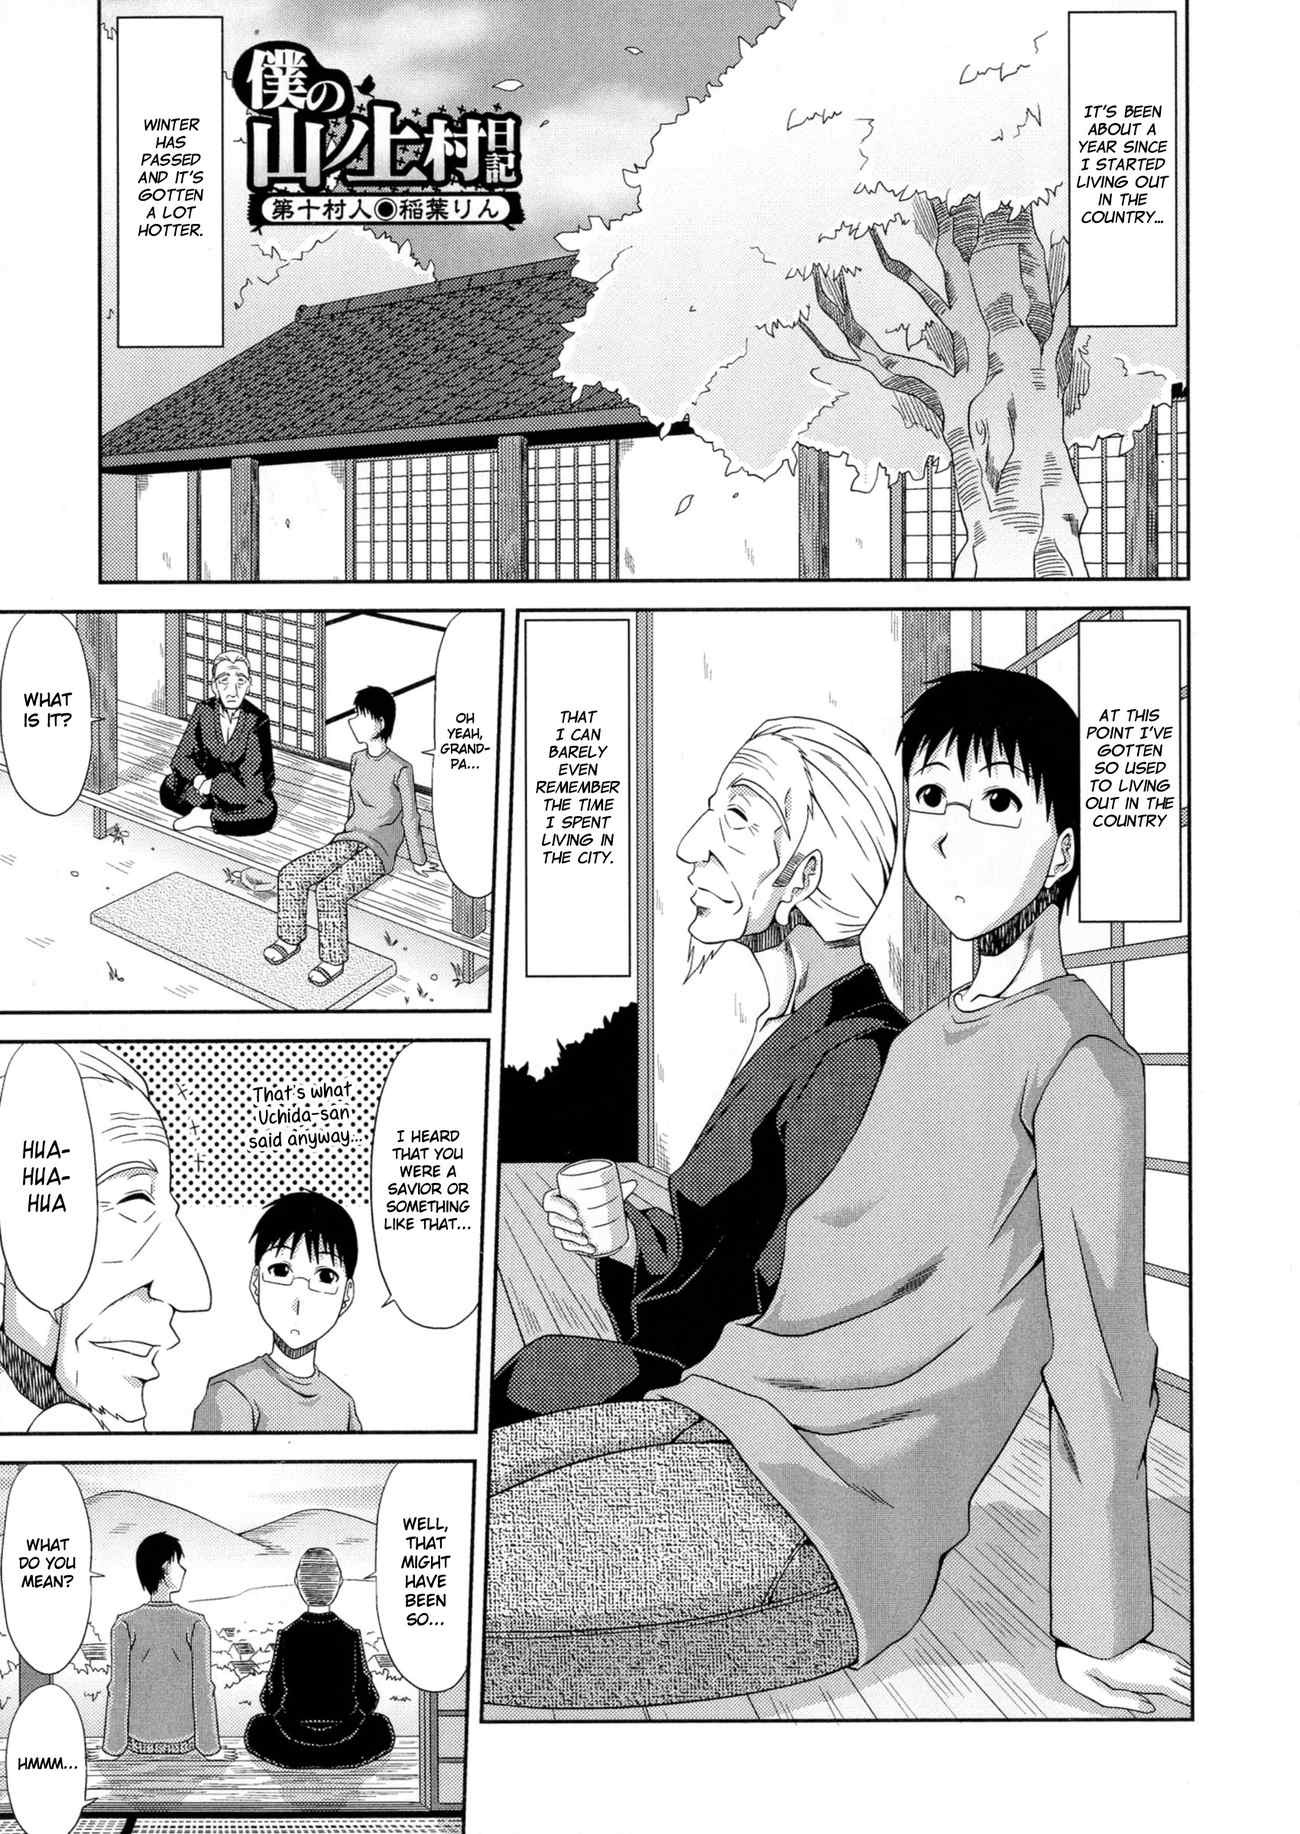 IT'S BEEN
ABOUT A
YEAR SINCE
I STARTED
LIVING OUT
IN THE
COUNTRY...
僕の
山ノ上村日記
第十村人◉稲葉りん
WINTER
HAS
PASSED
AND IT'S
GOTTEN
A LOT
HOTTER.
AT THIS
POINT I'VE
GOTTEN
SO USED
TO LIVING
OUT IN THE
COUNTRY
THAT
I CAN
BARELY
EVEN
REMEMBER
THE TIME
I SPENT
LIVING IN
THE CITY.
OH
YEAH,
GRAND-
PA...
WHAT
IS IT?
I HEARD
THAT YOU
WERE A
SAVIOR OR
SOMETHING
LIKE THAT...
That's what
Uchida-san
said anyway...
HUA-
HUA-
HUA
WELL,
THAT
MIGHT
HAVE
BEEN
SO...
WHAT
DO YOU
MEAN?
HMMM...